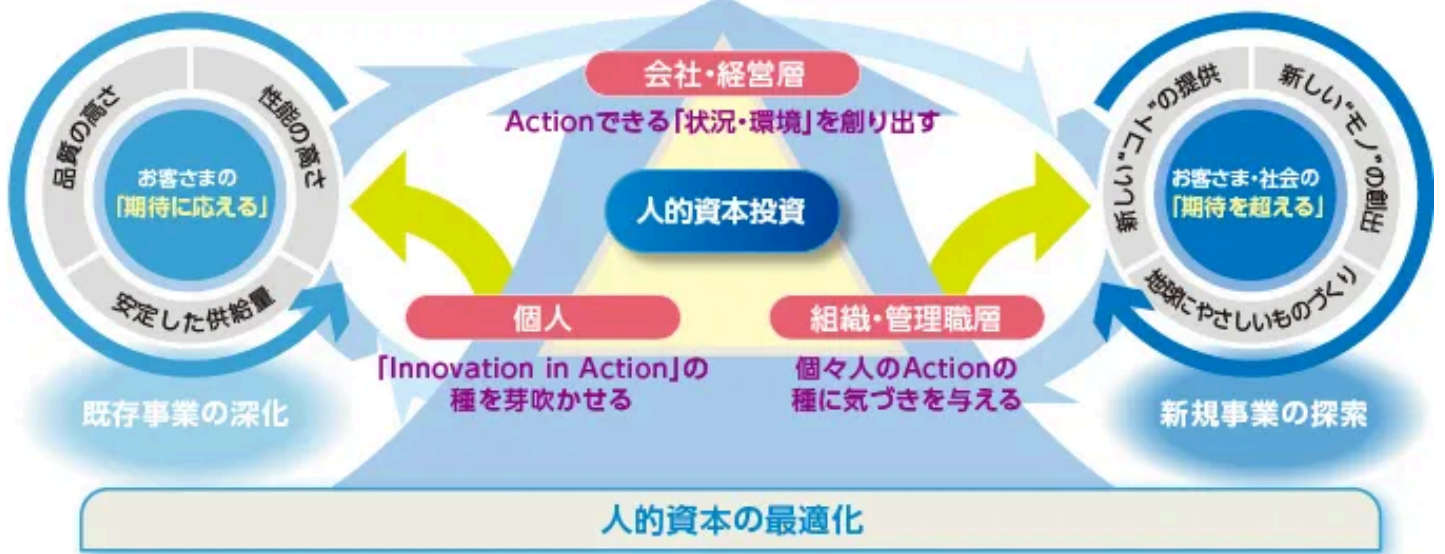 会社・経営層
Actionできる「状況・環境」を創り出す
品質の高さ
性能の高さ
安定した供給量
お客さまの
「期待に応える」
既存事業の深化
人的資本投資
個人
「Innovation in Action」の
種を芽吹かせる
組織・管理職層
個々人のActionの
種に気づきを与える
新しい“コト”の提供
新しい“モノ”の創出
地球にやさしいものづくり
お客さま・社会の
「期待を超える」
新規事業の探索
人的資本の最適化